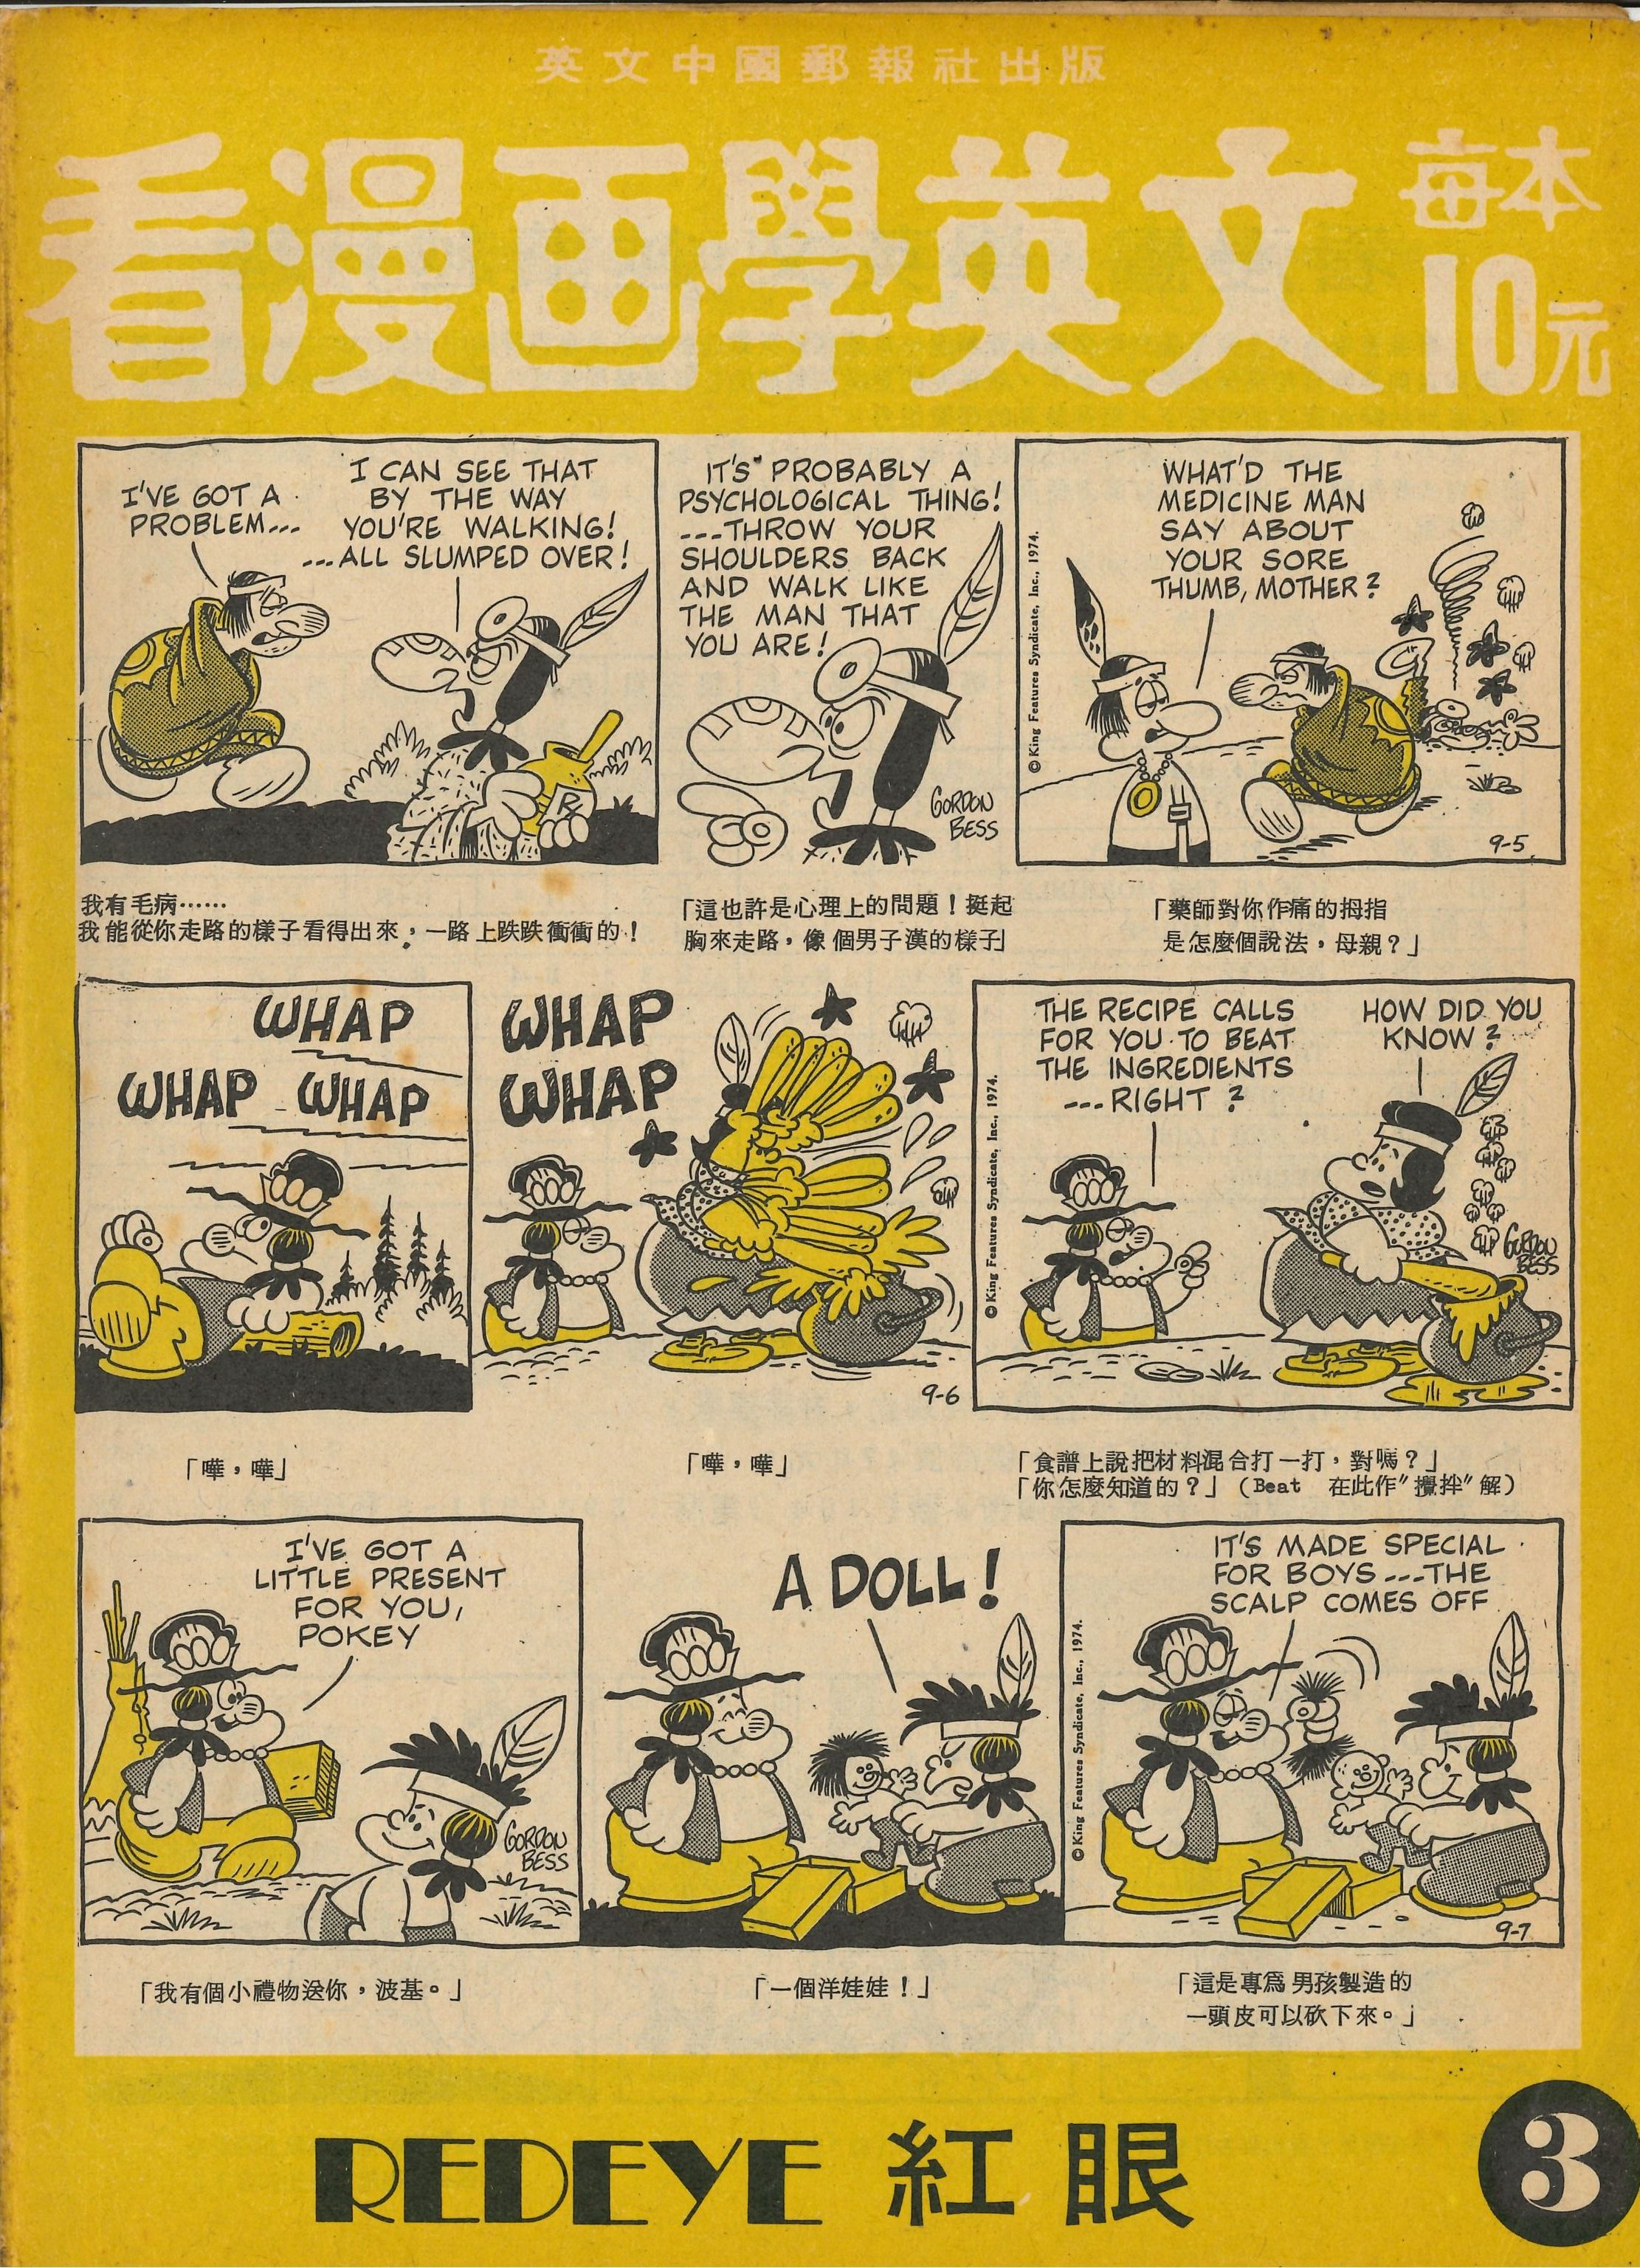 英文中國郵報社出版
看漫画學英文
每本
10元
I'VE GOT A
PROBLEM...
I CAN SEE THAT
BY THE WAY
YOU'RE WALKING!
...ALL SLUMPED OVER!
IT'S PROBABLY A
PSYCHOLOGICAL THING!
---THROW YOUR
SHOULDERS BACK
AND WALK LIKE
THE MAN THAT
YOU ARE!
GORDON
BESS
© King Features Syndicate, Inc., 1974.
WHAT'D THE
MEDICINE MAN
SAY ABOUT
YOUR SORE
THUMB, MOTHER?
9-5
我有毛病⋯⋯
我能從你走路的樣子看得出來，一路上跌跌衝衝的！
「這也許是心理上的問題！挺起
胸來走路，像個男子漢的樣子」
「藥師對你作痛的拇指
是怎麼個說法，母親？」
WHAP
WHAP WHAP
WHAP
WHAP
9-6
© King Features Syndicate, Inc., 1974.
THE RECIPE CALLS
FOR YOU TO BEAT
THE INGREDIENTS
---RIGHT?
HOW DID YOU
KNOW?
GORDON
BESS
「嘩，嘩」
「嘩，嘩」
「食譜上說把材料混合打一打，對嗎？」
「你怎麼知道的？」（Beat 在此作〞攪拌〞解）
I'VE GOT A
LITTLE PRESENT
FOR YOU,
POKEY
GORDON
BESS
A DOLL!
© King Features Syndicate, Inc., 1974.
IT'S MADE SPECIAL
FOR BOYS---THE
SCALP COMES OFF
9-7
「我有個小禮物送你，波基。」
「一個洋娃娃！」
「這是專為男孩製造的
—頭皮可以砍下來。」
REDEYE 紅眼
3